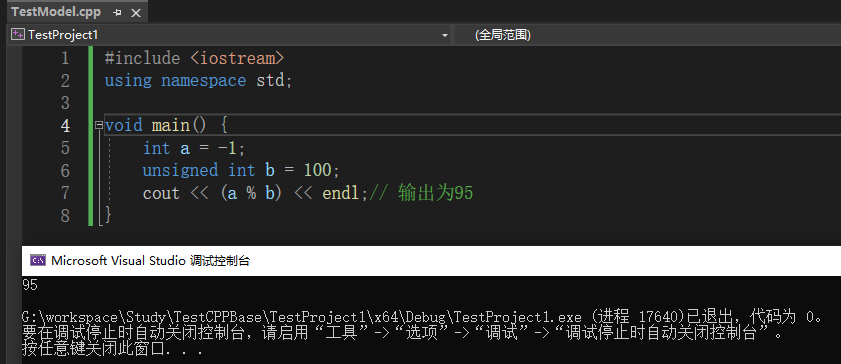 TestModel.cpp
TestProject1
(全局范围)
1 #include <iostream>
2 using namespace std;
3
4 void main() {
5 int a = -1;
6 unsigned int b = 100;
7 cout << (a % b) << endl;// 输出为95
8 }
Microsoft Visual Studio 调试控制台
95
G:\workspace\Study\TestCPPBase\TestProject1\x64\Debug\TestProject1.exe (进程 17640)已退出，代码为 0。
要在调试停止时自动关闭控制台，请启用“工具”->“选项”->“调试”->“调试停止时自动关闭控制台”。
按任意键关闭此窗口. . .